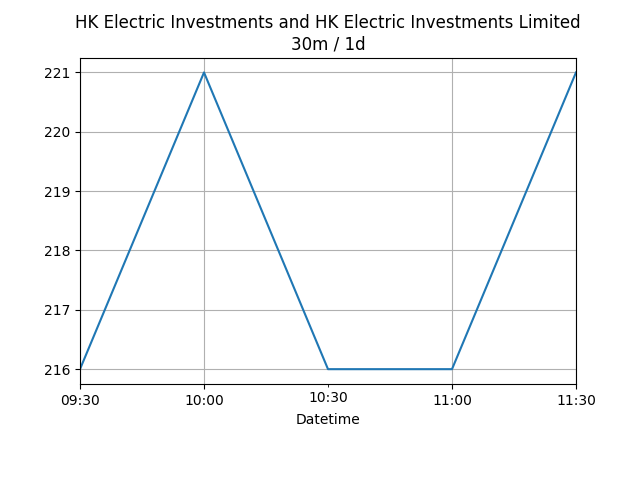 HK Electric Investments and HK Electric Investments Limited
30m / 1d
221
220
219
218
217
216
09:30 10:00 10:30 11:00 11:30
Datetime